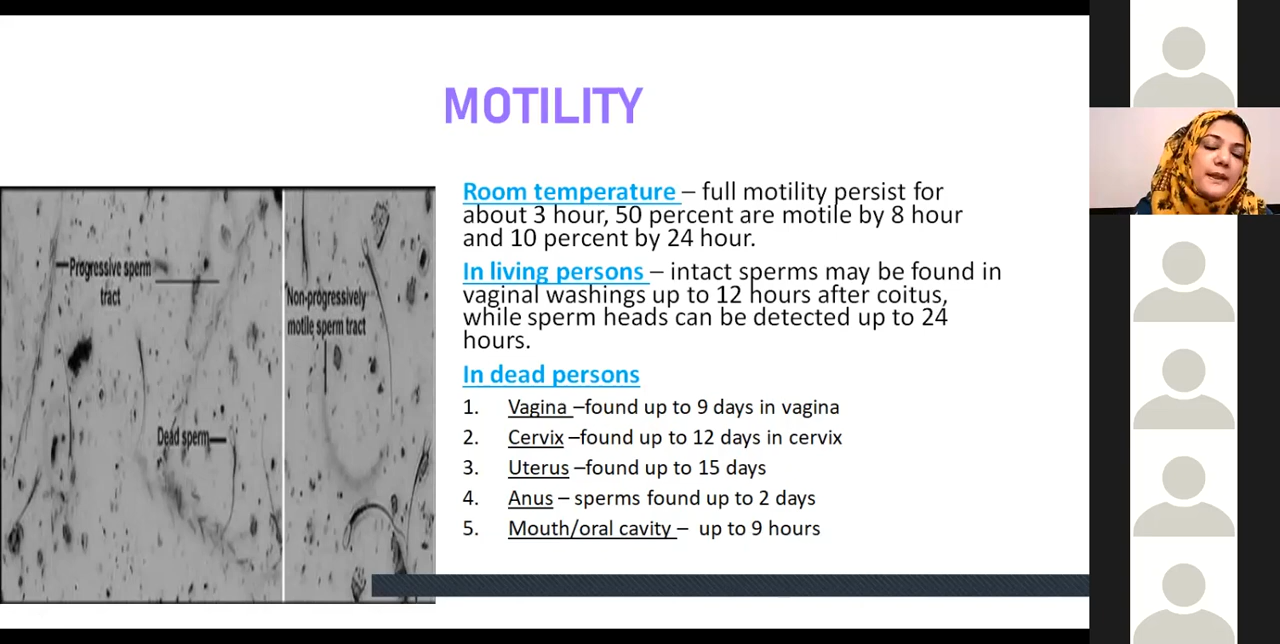 MOTILITY
Progressive sperm
tract
Non-progressively
motile sperm tract
Dead sperm
Room temperature – full motility persist for
about 3 hour, 50 percent are motile by 8 hour
and 10 percent by 24 hour.
In living persons – intact sperms may be found in
vaginal washings up to 12 hours after coitus,
while sperm heads can be detected up to 24
hours.
In dead persons
1. Vagina –found up to 9 days in vagina
2. Cervix –found up to 12 days in cervix
3. Uterus –found up to 15 days
4. Anus – sperms found up to 2 days
5. Mouth/oral cavity – up to 9 hours